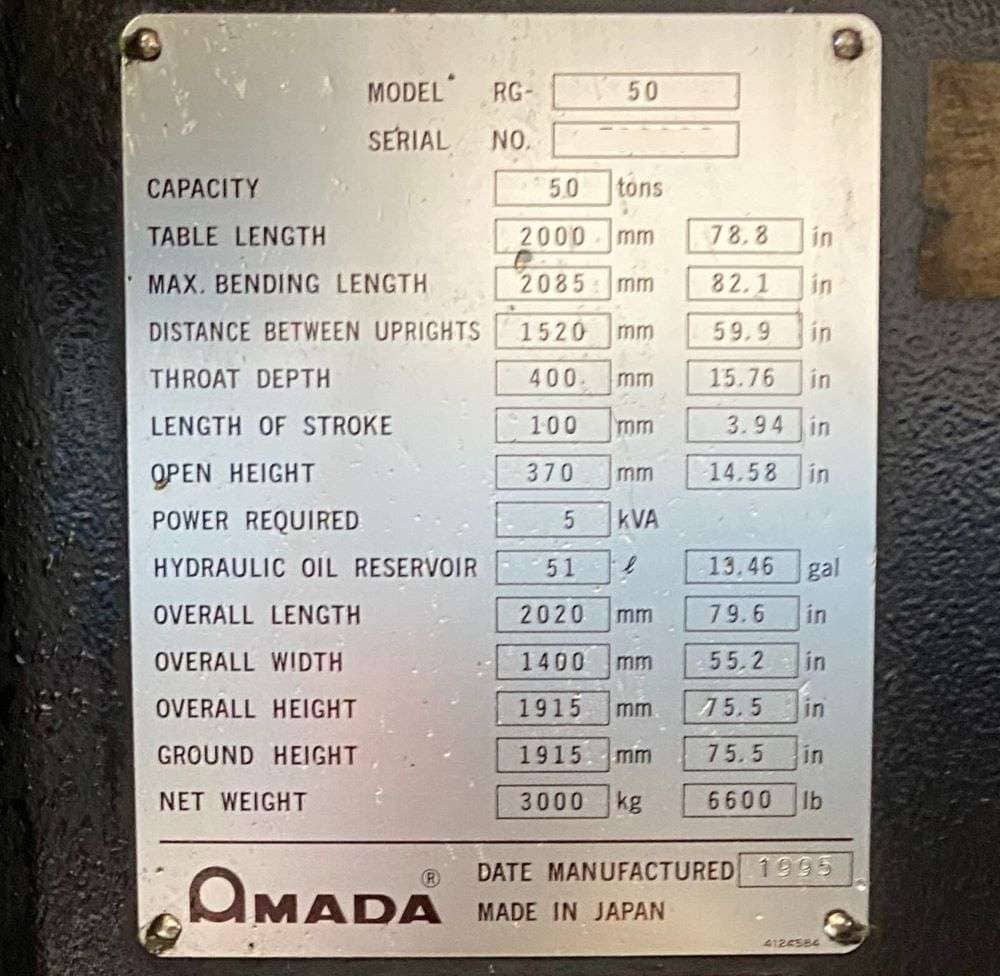 MODEL RG- 50
SERIAL NO.
CAPACITY 50 tons
TABLE LENGTH 2000 mm 78.8 in
MAX. BENDING LENGTH 2085 mm 82.1 in
DISTANCE BETWEEN UPRIGHTS 1520 mm 59.9 in
THROAT DEPTH 400 mm 15.76 in
LENGTH OF STROKE 100 mm 3.94 in
OPEN HEIGHT 370 mm 14.58 in
POWER REQUIRED 5 kVA
HYDRAULIC OIL RESERVOIR 51 ℓ 13.46 gal
OVERALL LENGTH 2020 mm 79.6 in
OVERALL WIDTH 1400 mm 55.2 in
OVERALL HEIGHT 1915 mm 75.5 in
GROUND HEIGHT 1915 mm 75.5 in
NET WEIGHT 3000 kg 6600 lb
AMADA ® DATE MANUFACTURED 1995
MADE IN JAPAN